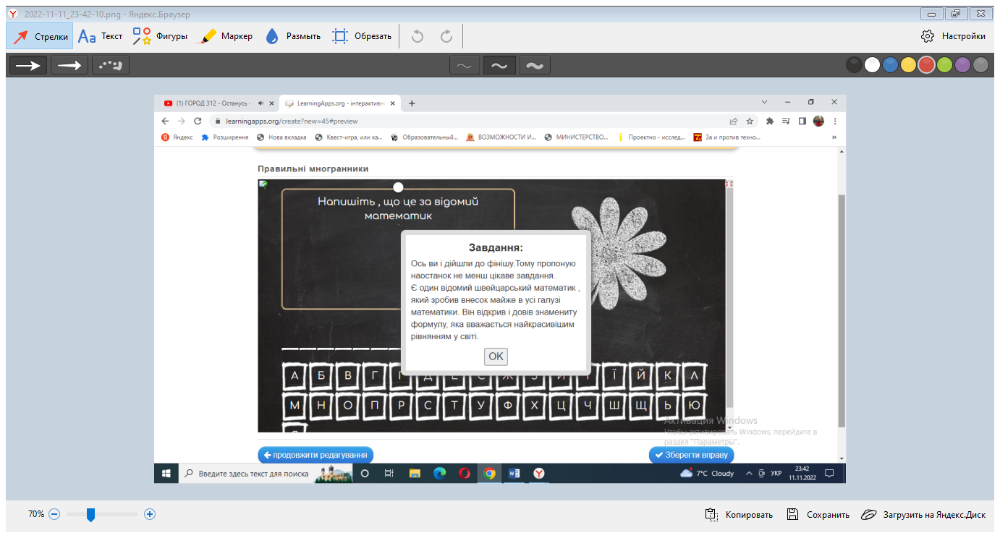 2022-11-11_23-42-10.png - Яндекс.Браузер
Стрелки Текст Фигуры Маркер Размыть Обрезать Настройки
(1) ГОРОД 312 - Останусь - LearningApps.org - інтерактивн
learningapps.org/create?new=45#preview
Яндекс Розширення Нова вкладка Квест-игра, или ка... Образовательный... ВОЗМОЖНОСТИ И... МИНИСТЕРСТВО... Проектно - исслед... За и против техно... »
Правильні многранники
Напишіть , що це за відомий
математик
Завдання:
Ось ви і дійшли до фінішу.Тому пропоную
наостанок не менш цікаве завдання.
Є один відомий швейцарський математик ,
який зробив внесок майже в усі галузі
математики. Він відкрив і довів знамениту
формулу, яка вважається найкрасивішим
рівнянням у світі.
OK
А Б В Г Ґ Д Е Є Ж З И І Ї Й К Л
М Н О П Р С Т У Ф Х Ц Ч Ш Щ Ь Ю
Активация Windows
Чтобы активировать Windows, перейдите в
раздел "Параметры".
продовжити редагування Зберегти вправу
Введите здесь текст для поиска 7°C Cloudy УКР 23:42
11.11.2022
70% Копировать Сохранить Загрузить на Яндекс.Диск